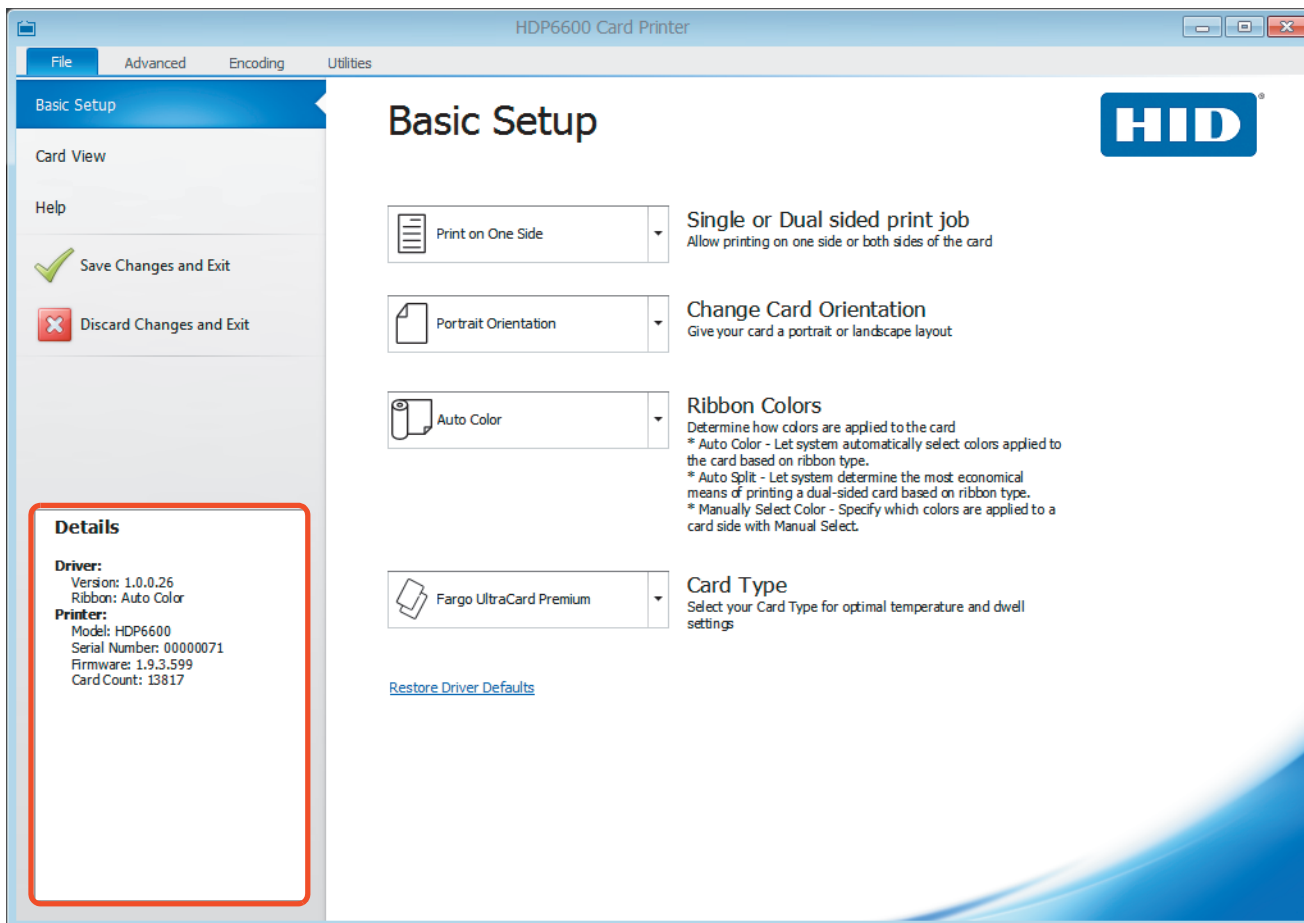 HDP6600 Card Printer
File Advanced Encoding Utilities
Basic Setup
Card View
Help
Save Changes and Exit
Discard Changes and Exit
Details
Driver:
Version: 1.0.0.26
Ribbon: Auto Color
Printer:
Model: HDP6600
Serial Number: 00000071
Firmware: 1.9.3.599
Card Count: 13817
Basic Setup
HID®
Print on One Side
Single or Dual sided print job
Allow printing on one side or both sides of the card
Portrait Orientation
Change Card Orientation
Give your card a portrait or landscape layout
Auto Color
Ribbon Colors
Determine how colors are applied to the card
* Auto Color - Let system automatically select colors applied to
the card based on ribbon type.
* Auto Split - Let system determine the most economical
means of printing a dual-sided card based on ribbon type.
* Manually Select Color - Specify which colors are applied to a
card side with Manual Select.
Fargo UltraCard Premium
Card Type
Select your Card Type for optimal temperature and dwell
settings
Restore Driver Defaults